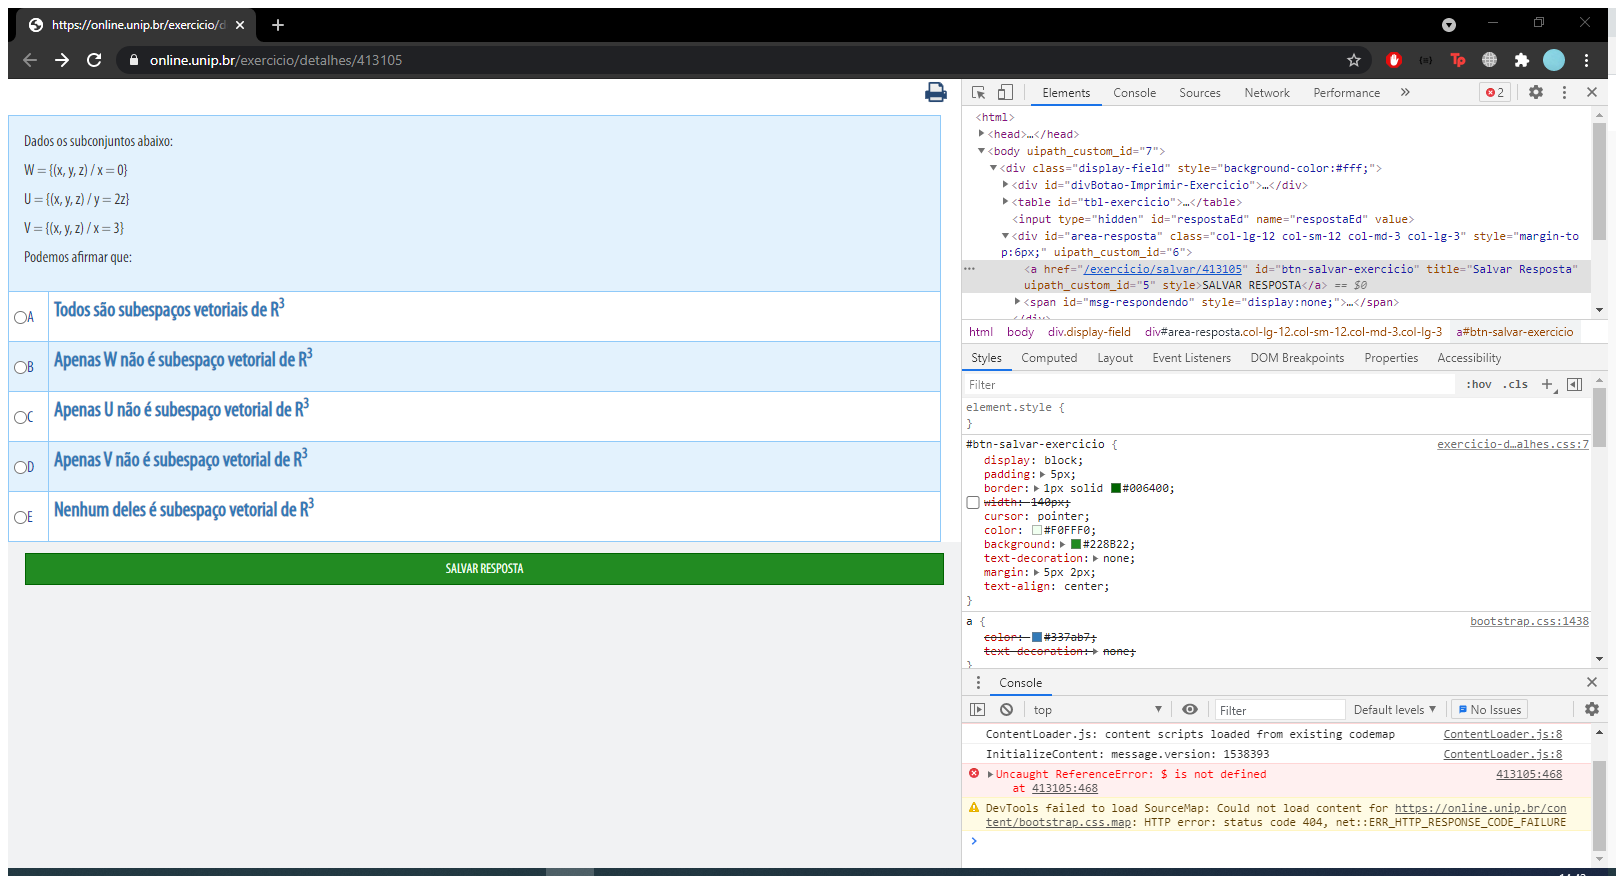 https://online.unip.br/exercicio/d
online.unip.br/exercicio/detalhes/413105
Tp
Dados os subconjuntos abaixo:
W = {(x, y, z) / x = 0}
U = {(x, y, z) / y = 2z}
V = {(x, y, z) / x = 3}
Podemos afirmar que:
A Todos são subespaços vetoriais de R³
B Apenas W não é subespaço vetorial de R³
C Apenas U não é subespaço vetorial de R³
D Apenas V não é subespaço vetorial de R³
E Nenhum deles é subespaço vetorial de R³
SALVAR RESPOSTA
Elements Console Sources Network Performance » 2
<html>
<head>…</head>
<body uipath_custom_id="7">
<div class="display-field" style="background-color:#fff;">
<div id="divBotao-Imprimir-Exercicio">…</div>
<table id="tbl-exercicio">…</table>
<input type="hidden" id="respostaEd" name="respostaEd" value>
<div id="area-resposta" class="col-lg-12 col-sm-12 col-md-3 col-lg-3" style="margin-to
p:6px;" uipath_custom_id="6">
<a href="/exercicio/salvar/413105" id="btn-salvar-exercicio" title="Salvar Resposta"
uipath_custom_id="5" style>SALVAR RESPOSTA</a> == $0
<span id="msg-respondendo" style="display:none;">…</span>
</div>
html body div.display-field div#area-resposta.col-lg-12.col-sm-12.col-md-3.col-lg-3 a#btn-salvar-exercicio
Styles Computed Layout Event Listeners DOM Breakpoints Properties Accessibility
Filter :hov .cls +
element.style {
}
#btn-salvar-exercicio { exercicio-d…alhes.css:7
display: block;
padding: 5px;
border: 1px solid #006400;
width: 140px;
cursor: pointer;
color: #F0FFF0;
background: #228B22;
text-decoration: none;
margin: 5px 2px;
text-align: center;
}
a { bootstrap.css:1438
color: #337ab7;
text-decoration: none;
}
Console
top Filter Default levels No Issues
ContentLoader.js: content scripts loaded from existing codemap ContentLoader.js:8
InitializeContent: message.version: 1538393 ContentLoader.js:8
Uncaught ReferenceError: $ is not defined 413105:468
at 413105:468
DevTools failed to load SourceMap: Could not load content for https://online.unip.br/con
tent/bootstrap.css.map: HTTP error: status code 404, net::ERR_HTTP_RESPONSE_CODE_FAILURE